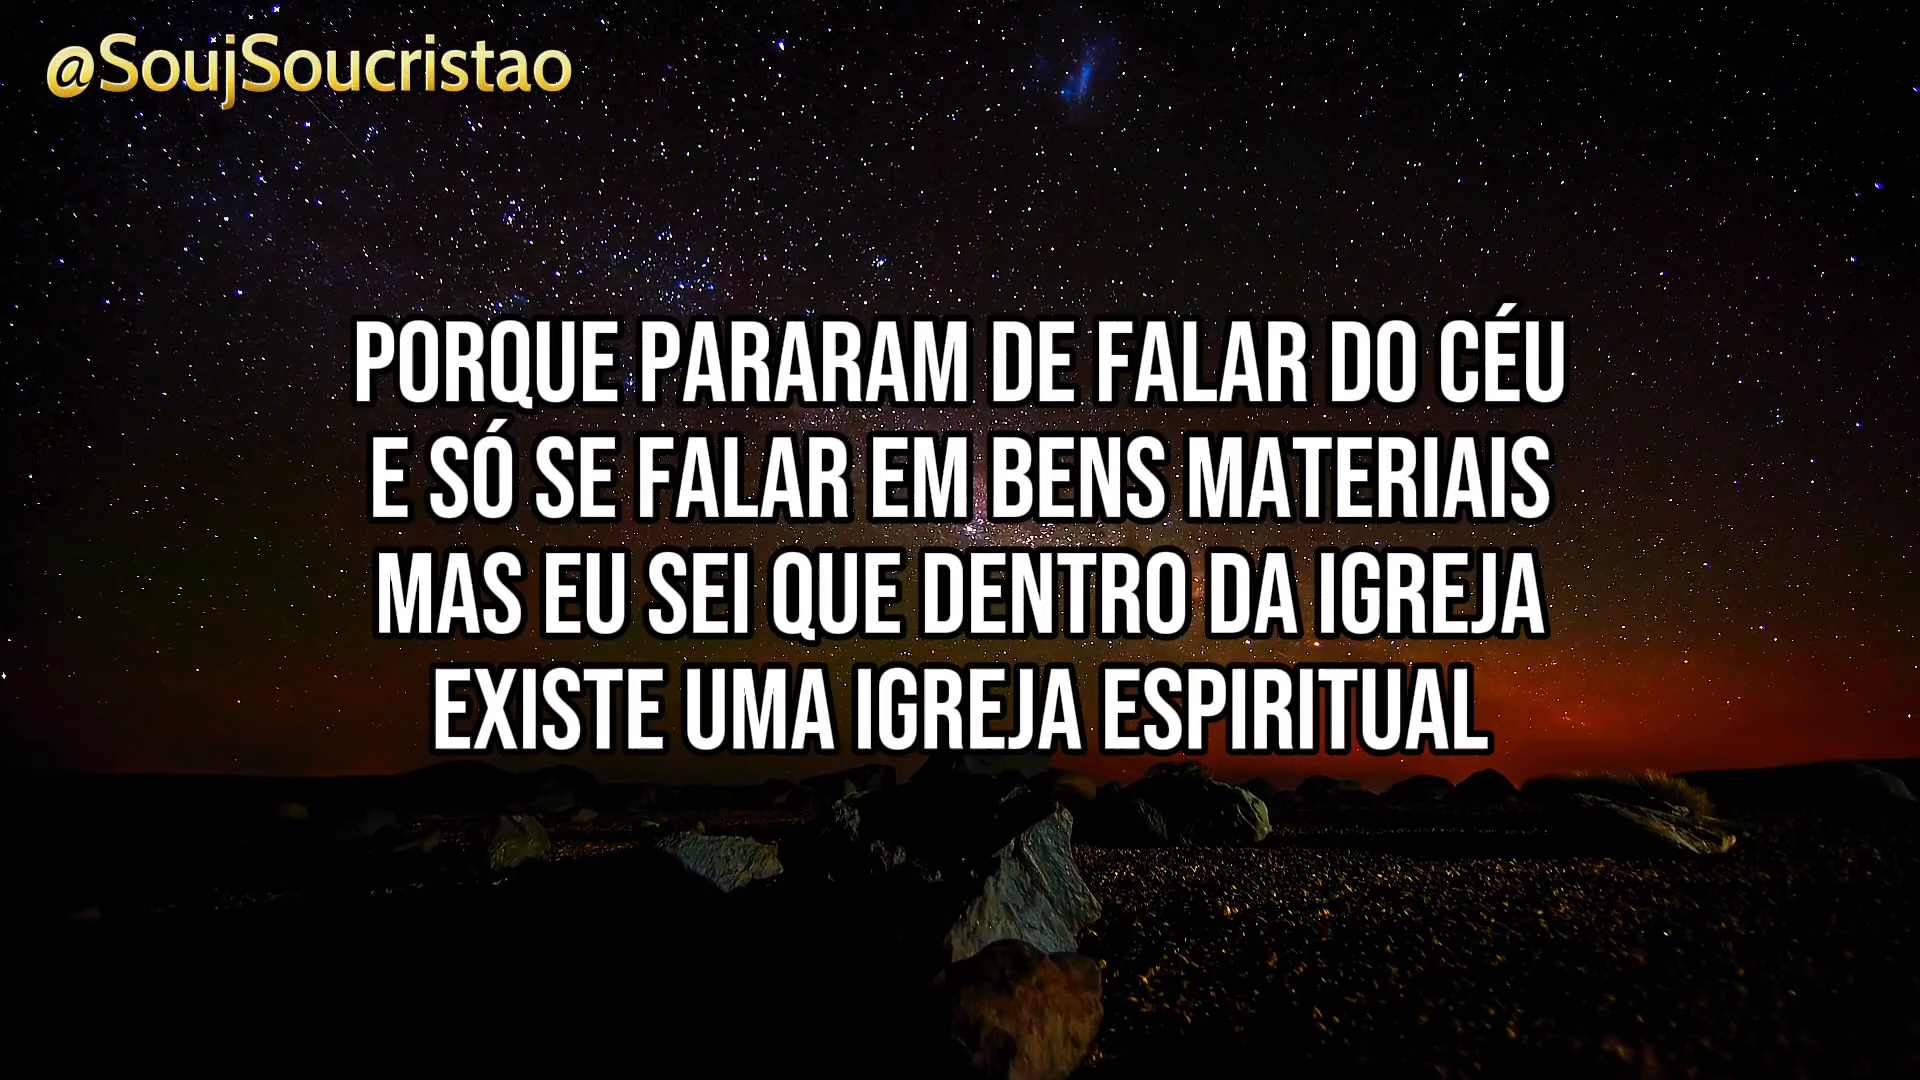 @SoujSoucristao
PORQUE PARARAM DE FALAR DO CÉU
E SÓ SE FALAR EM BENS MATERIAIS
MAS EU SEI QUE DENTRO DA IGREJA
EXISTE UMA IGREJA ESPIRITUAL